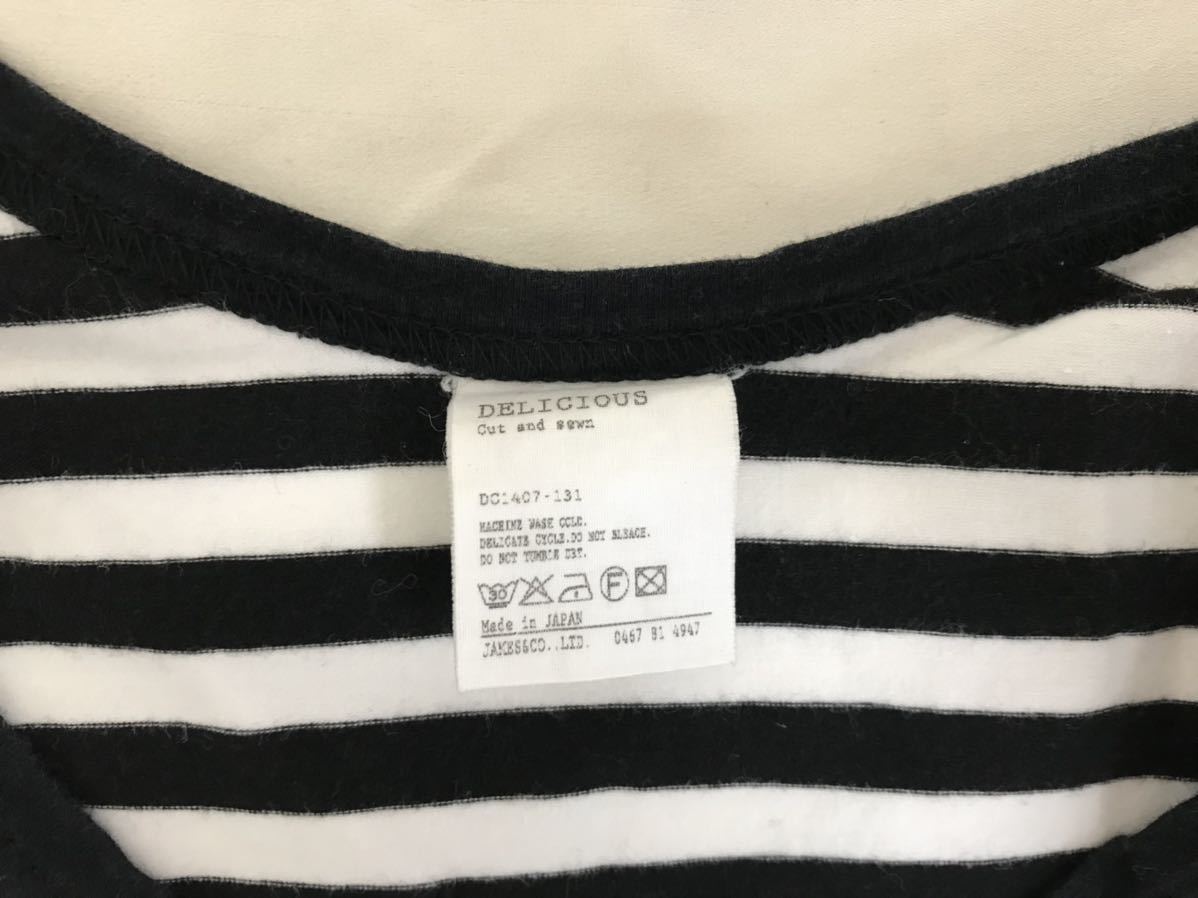 DELICIOUS
Cut and sewn
DC1407-131
MACHINE WASH COLD.
DELICATE CYCLE.DO NOT BLEACH.
DO NOT TUMBLE DRY.
30 F
Made in JAPAN
JAMES&CO.,LTD. 0467 81 4947